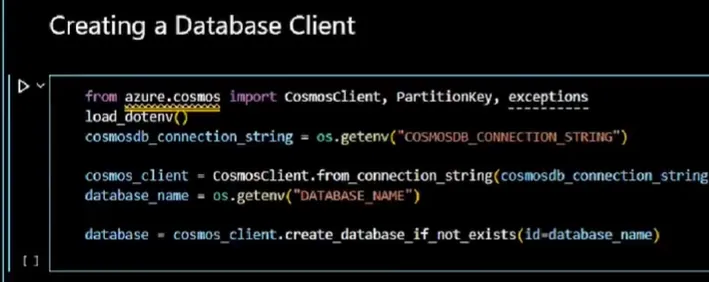 Creating a Database Client
from azure.cosmos import CosmosClient, PartitionKey, exceptions
load_dotenv()
cosmosdb_connection_string = os.getenv("COSMOSDB_CONNECTION_STRING")
cosmos_client = CosmosClient.from_connection_string(cosmosdb_connection_string
database_name = os.getenv("DATABASE_NAME")
database = cosmos_client.create_database_if_not_exists(id=database_name)
[ ]